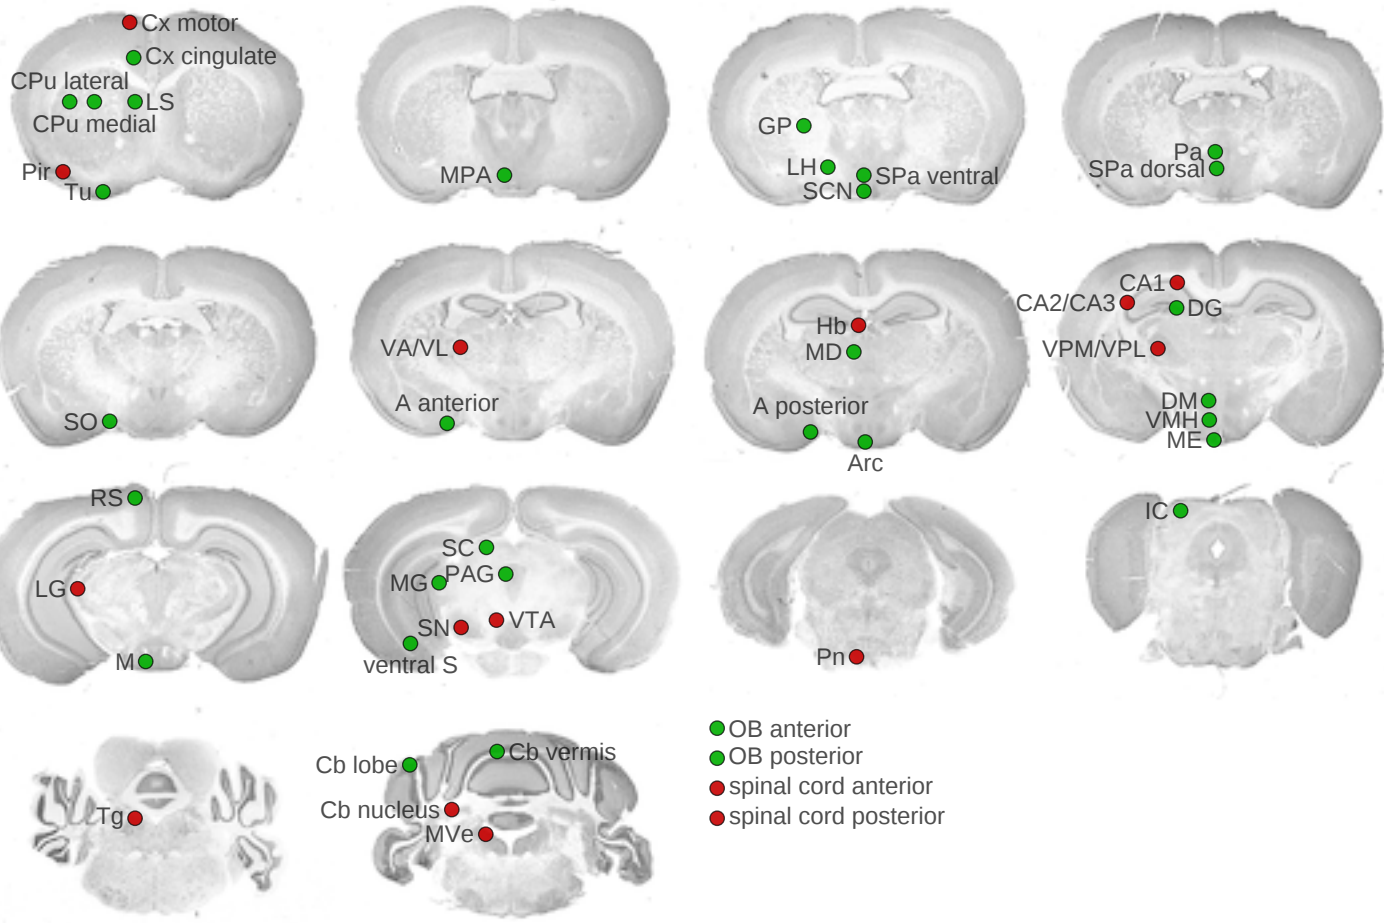 Cx motor
Cx cingulate
CPu lateral
LS
CPu medial
Pir
Tu
MPA
GP
LH
SPa ventral
SCN
Pa
SPa dorsal
SO
VA/VL
A anterior
Hb
MD
A posterior
Arc
CA1
CA2/CA3
DG
VPM/VPL
DM
VMH
ME
RS
LG
M
SC
MG
PAG
SN
VTA
ventral S
Pn
IC
Tg
Cb lobe
Cb vermis
Cb nucleus
MVe
OB anterior
OB posterior
spinal cord anterior
spinal cord posterior